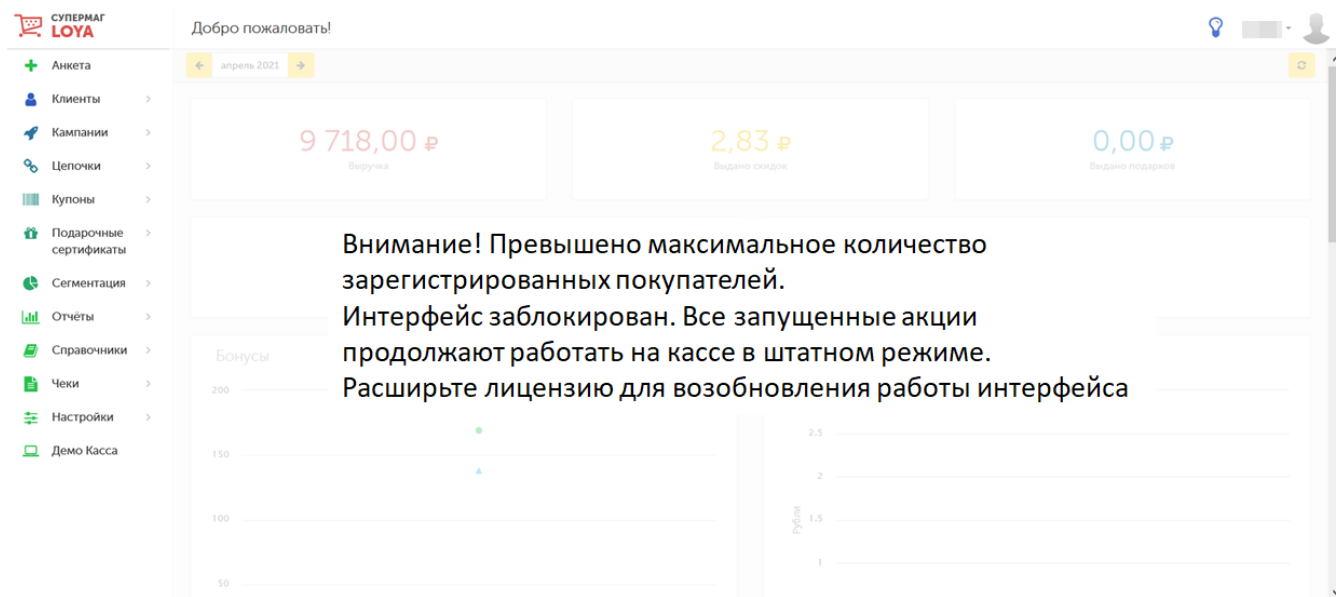 СУПЕРМАГ
LOYA
Добро пожаловать!
Анкета
Клиенты
Кампании
Цепочки
Купоны
Подарочные
сертификаты
Сегментация
Отчёты
Справочники
Чеки
Настройки
Демо Касса
апрель 2021
9 718,00 ₽
Выручка
2,83 ₽
Выдано скидок
0,00 ₽
Выдано подарков
Внимание! Превышено максимальное количество
зарегистрированных покупателей.
Интерфейс заблокирован. Все запущенные акции
продолжают работать на кассе в штатном режиме.
Расширьте лицензию для возобновления работы интерфейса
Бонусы
200
150
100
50
2.5
2
1.5
1
Рубли